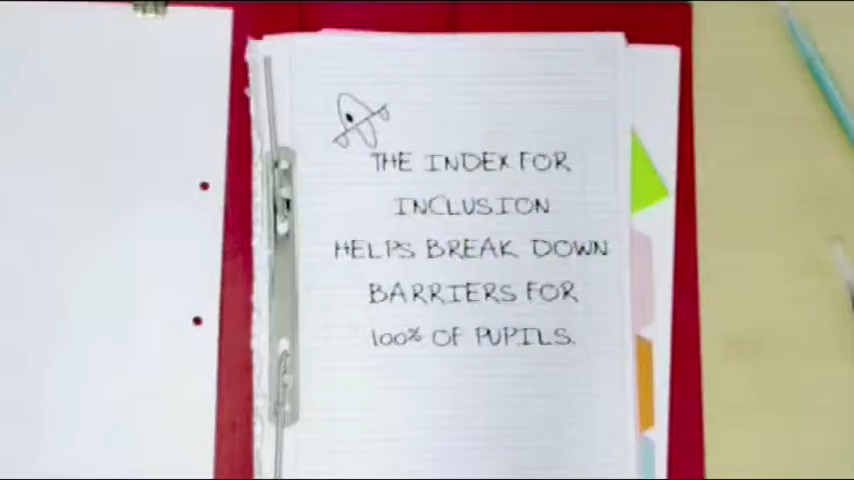 THE INDEX FOR
INCLUSION
HELPS BREAK DOWN
BARRIERS FOR
100% OF PUPILS.